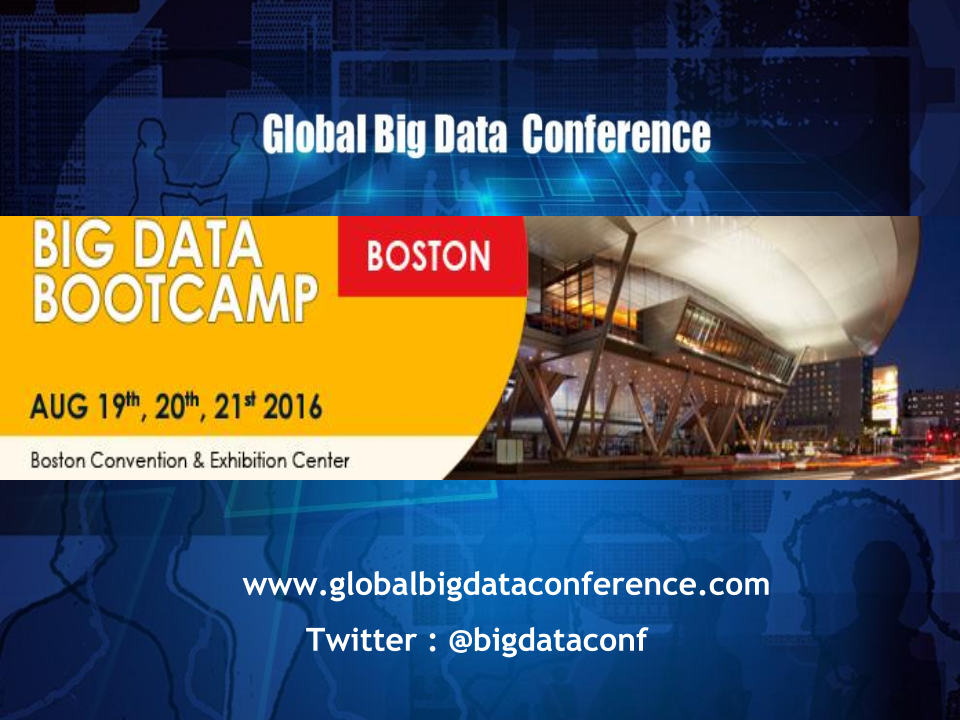 Global Big Data Conference
BIG DATA
BOOTCAMP
BOSTON
AUG 19th, 20th, 21st 2016
Boston Convention & Exhibition Center
www.globalbigdataconference.com
Twitter : @bigdataconf